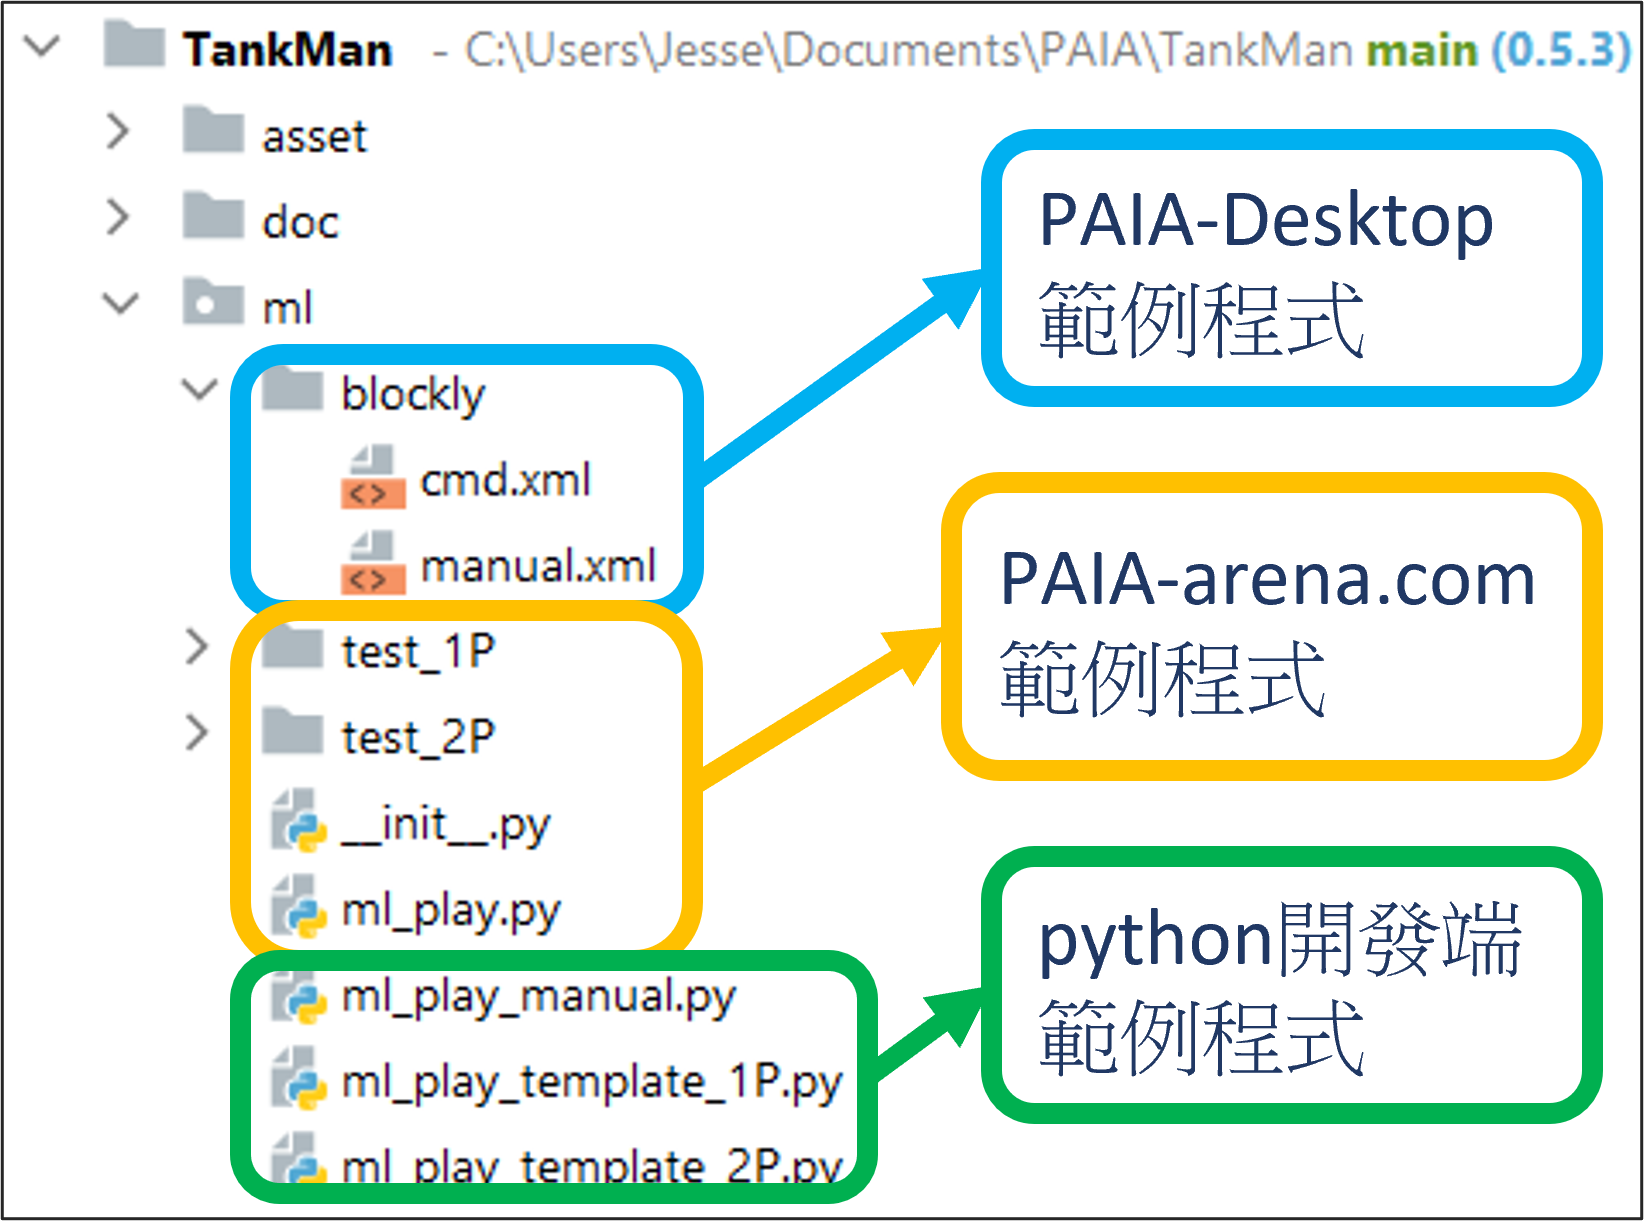 TankMan - C:\Users\Jesse\Documents\PAIA\TankMan main (0.5.3)
asset
doc
ml
blockly
cmd.xml
manual.xml
test_1P
test_2P
__init__.py
ml_play.py
ml_play_manual.py
ml_play_template_1P.py
ml_play_template_2P.py
PAIA-Desktop
範例程式
PAIA-arena.com
範例程式
python開發端
範例程式